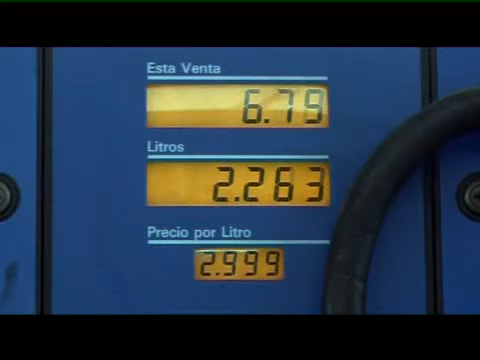 Esta Venta
6.79
Litros
2.263
Precio por Litro
2.999